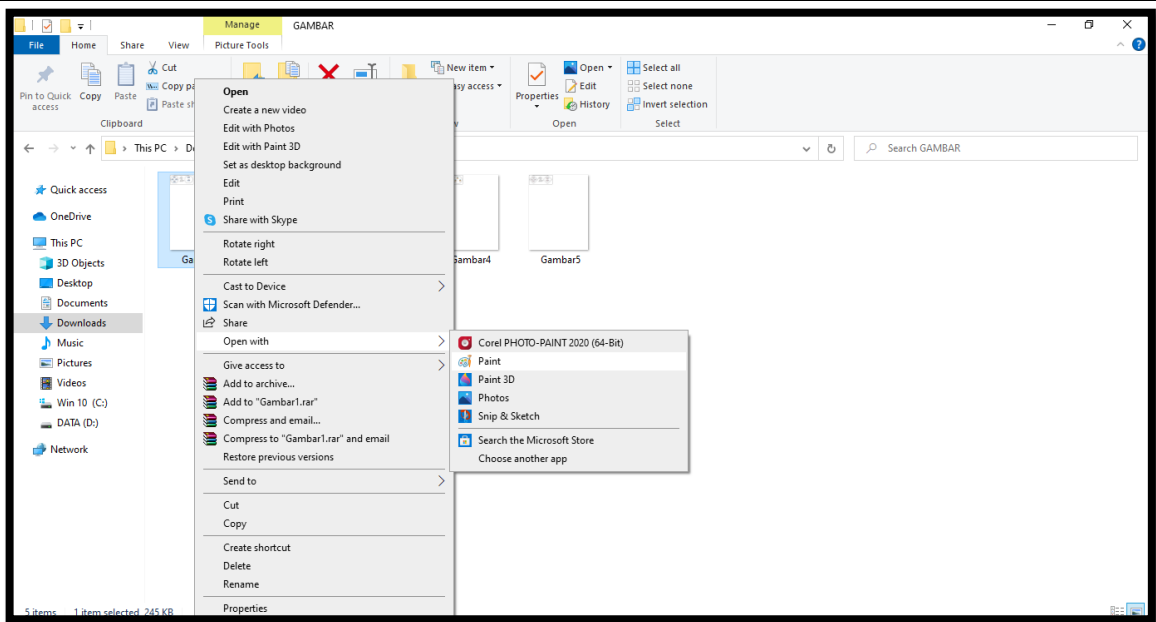 Manage GAMBAR
File Home Share View Picture Tools
Pin to Quick access
Copy
Paste
Cut
Copy
Paste
Clipboard
New item
access
Properties
Open
Edit
History
Open
Select all
Select none
Invert selection
Select
This PC
Search GAMBAR
Quick access
OneDrive
This PC
3D Objects
Desktop
Documents
Downloads
Music
Pictures
Videos
Win 10 (C:)
DATA (D:)
Network
Gambar4
Gambar5
Open
Create a new video
Edit with Photos
Edit with Paint 3D
Set as desktop background
Edit
Print
Share with Skype
Rotate right
Rotate left
Cast to Device
Scan with Microsoft Defender...
Share
Open with
Give access to
Add to archive...
Add to "Gambar1.rar"
Compress and email...
Compress to "Gambar1.rar" and email
Restore previous versions
Send to
Cut
Copy
Create shortcut
Delete
Rename
Properties
Corel PHOTO-PAINT 2020 (64-Bit)
Paint
Paint 3D
Photos
Snip & Sketch
Search the Microsoft Store
Choose another app
5 items 1 item selected 245 KB